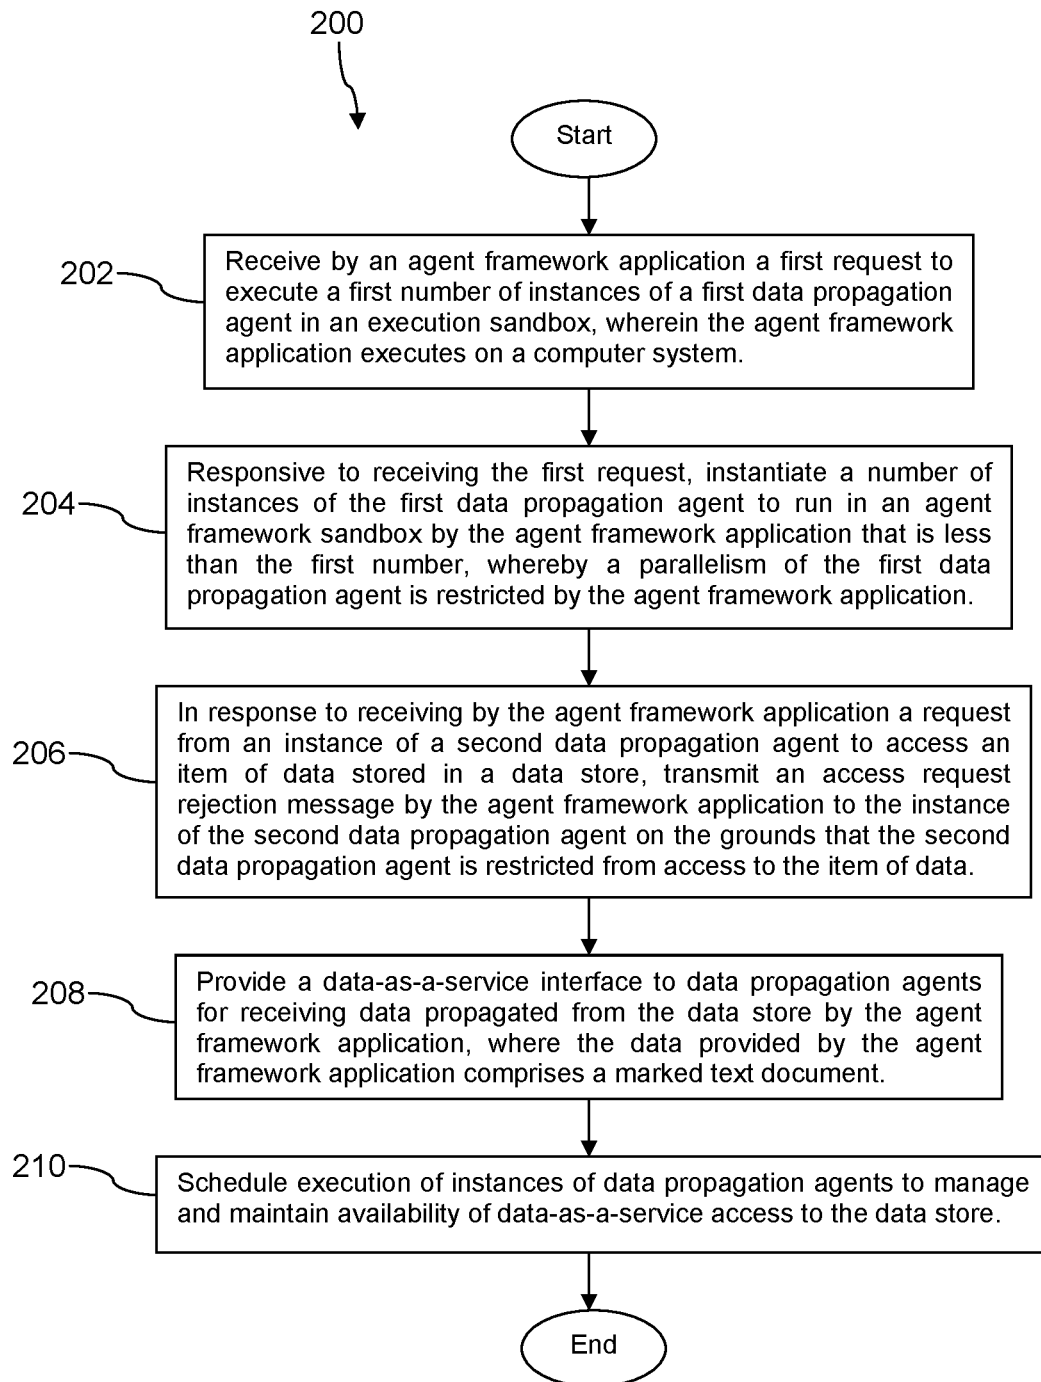 200
Start
202
Receive by an agent framework application a first request to
execute a first number of instances of a first data propagation
agent in an execution sandbox, wherein the agent framework
application executes on a computer system.
204
Responsive to receiving the first request, instantiate a number of
instances of the first data propagation agent to run in an agent
framework sandbox by the agent framework application that is less
than the first number, whereby a parallelism of the first data
propagation agent is restricted by the agent framework application.
206
In response to receiving by the agent framework application a request
from an instance of a second data propagation agent to access an
item of data stored in a data store, transmit an access request
rejection message by the agent framework application to the instance
of the second data propagation agent on the grounds that the second
data propagation agent is restricted from access to the item of data.
208
Provide a data-as-a-service interface to data propagation agents
for receiving data propagated from the data store by the agent
framework application, where the data provided by the agent
framework application comprises a marked text document.
210
Schedule execution of instances of data propagation agents to manage
and maintain availability of data-as-a-service access to the data store.
End